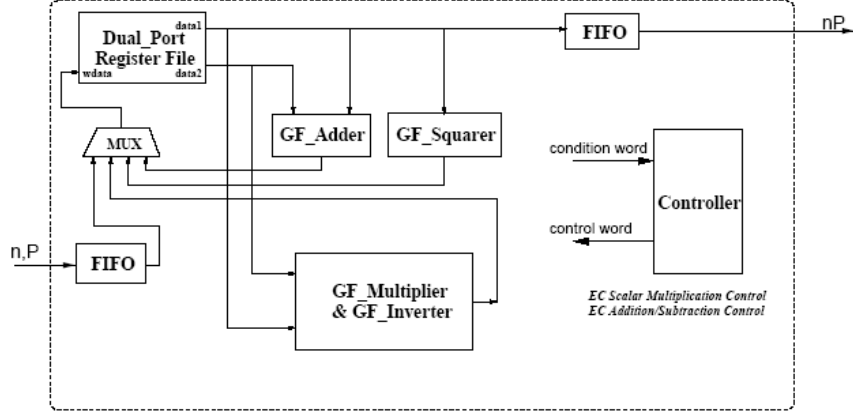 data1
Dual_Port
Register File
wdata
data2
FIFO
nP
MUX
GF_Adder
GF_Squarer
condition word
Controller
control word
n,P
FIFO
GF_Multiplier
& GF_Inverter
EC Scalar Multiplication Control
EC Addition/Subtraction Control